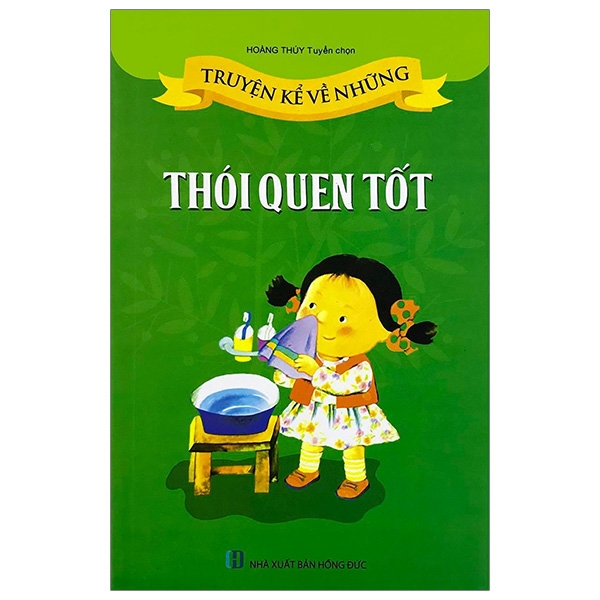 HOÀNG THÚY Tuyển chọn
TRUYỆN KỂ VỀ NHỮNG
THÓI QUEN TỐT
NHÀ XUẤT BẢN HỒNG ĐỨC